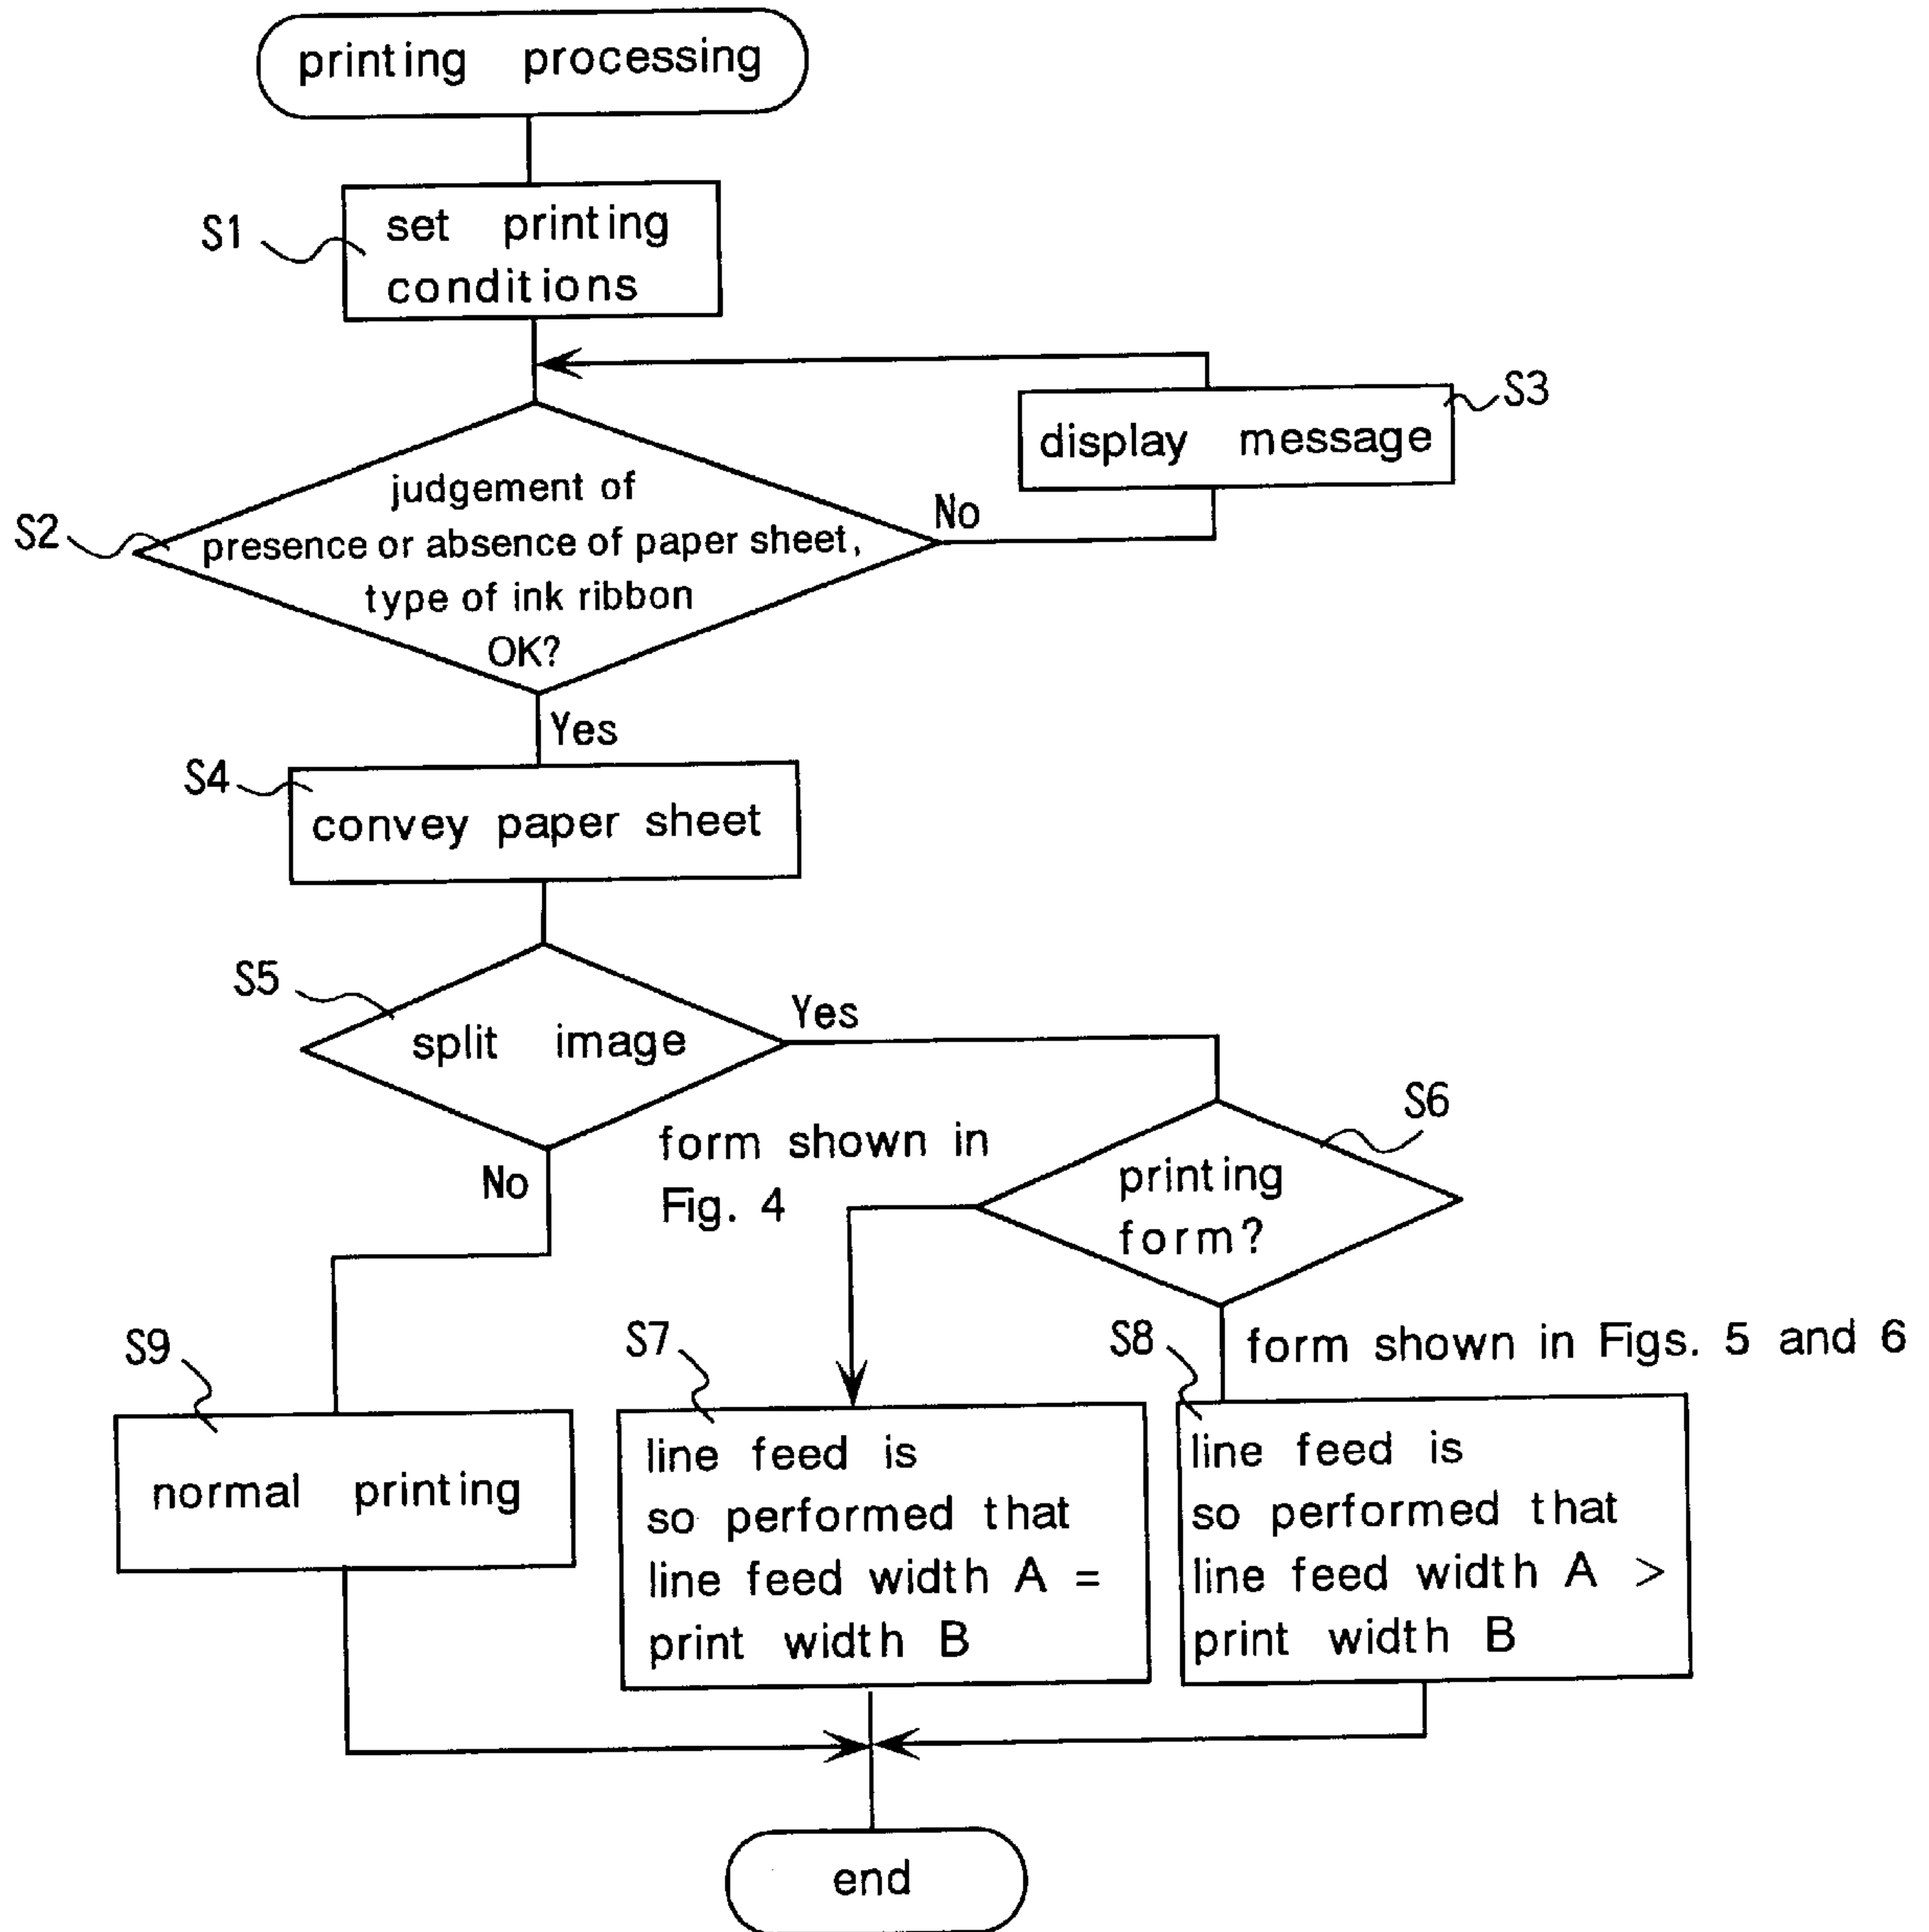 printing processing
S1
set printing
conditions
S3
display message
S2
judgement of
presence or absence of paper sheet,
type of ink ribbon
OK?
No
Yes
S4
convey paper sheet
S5
split image
Yes
No
S6
printing
form?
form shown in
Fig. 4
form shown in Figs. 5 and 6
S9
normal printing
S7
line feed is
so performed that
line feed width A =
print width B
S8
line feed is
so performed that
line feed width A >
print width B
end